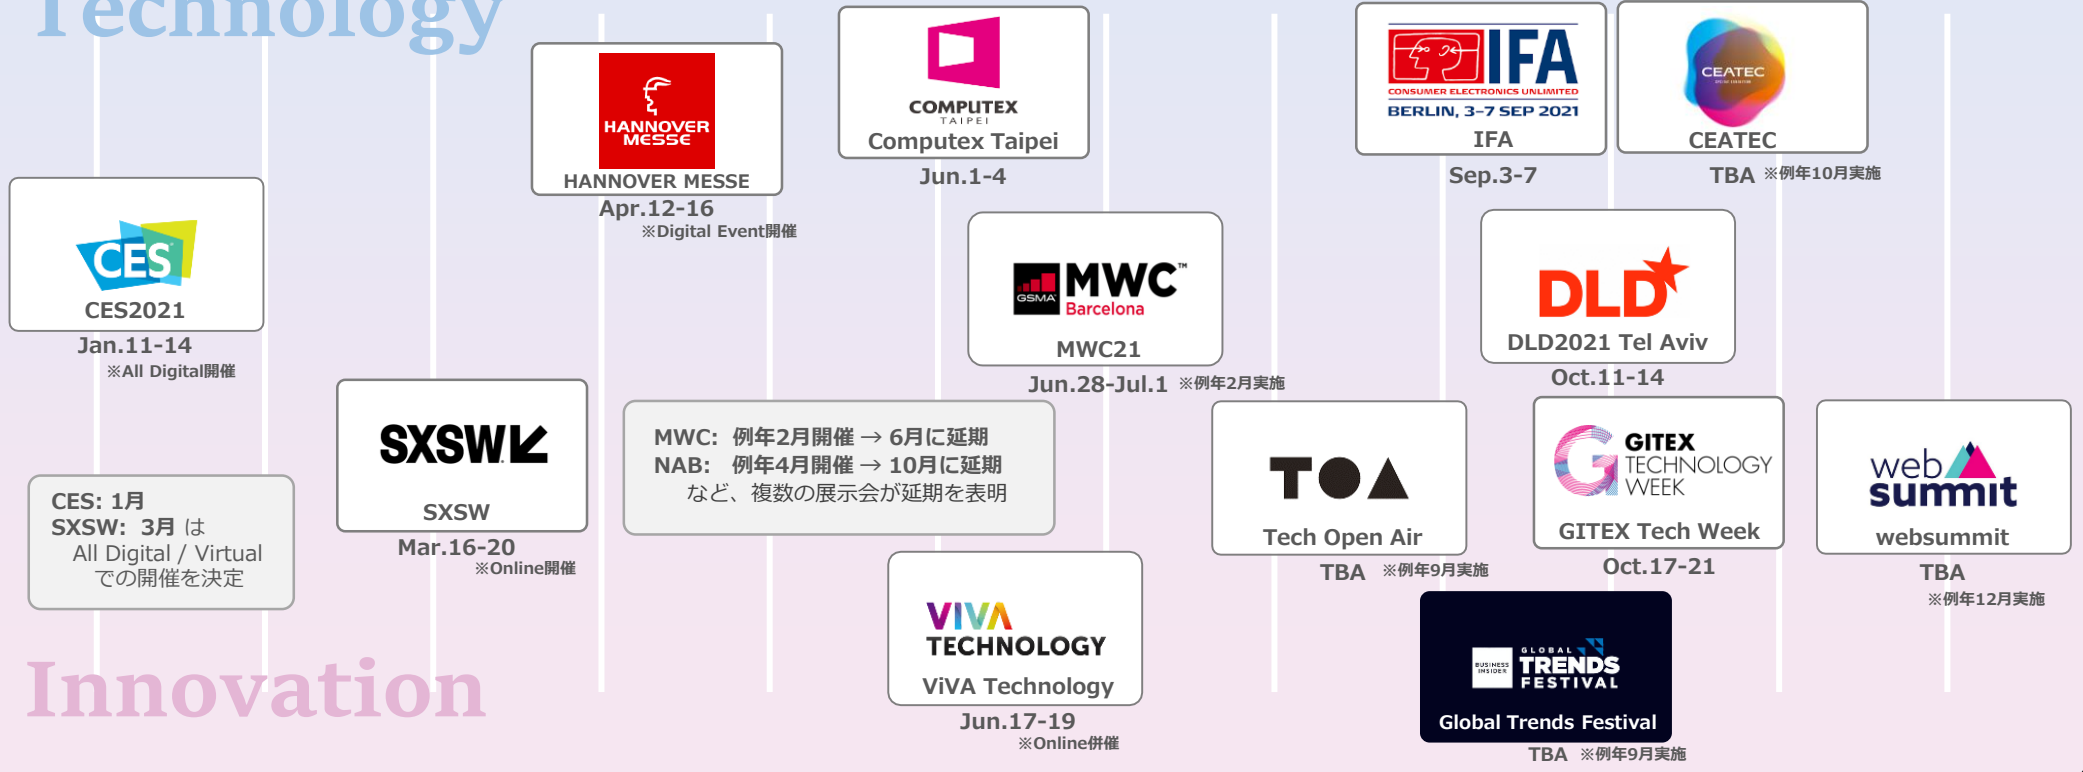 Technology
CES
CES2021
Jan.11-14
※All Digital開催
CES: 1月
SXSW: 3月 は
All Digital / Virtual
での開催を決定
SXSW
SXSW
Mar.16-20
※Online開催
HANNOVER
MESSE
HANNOVER MESSE
Apr.12-16
※Digital Event開催
MWC: 例年2月開催 → 6月に延期
NAB: 例年4月開催 → 10月に延期
など、複数の展示会が延期を表明
COMPUTEX
TAIPEI
Computex Taipei
Jun.1-4
GSMA
MWC™
Barcelona
MWC21
Jun.28-Jul.1 ※例年2月実施
VIVA
TECHNOLOGY
ViVA Technology
Jun.17-19
※Online併催
TOA
Tech Open Air
TBA ※例年9月実施
IFA
CONSUMER ELECTRONICS UNLIMITED
BERLIN, 3-7 SEP 2021
IFA
Sep.3-7
CEATEC
CEATEC
TBA ※例年10月実施
DLD
DLD2021 Tel Aviv
Oct.11-14
G
GITEX
TECHNOLOGY
WEEK
GITEX Tech Week
Oct.17-21
BUSINESS
INSIDER
GLOBAL
TRENDS
FESTIVAL
Global Trends Festival
TBA ※例年9月実施
web
summit
websummit
TBA
※例年12月実施
Innovation